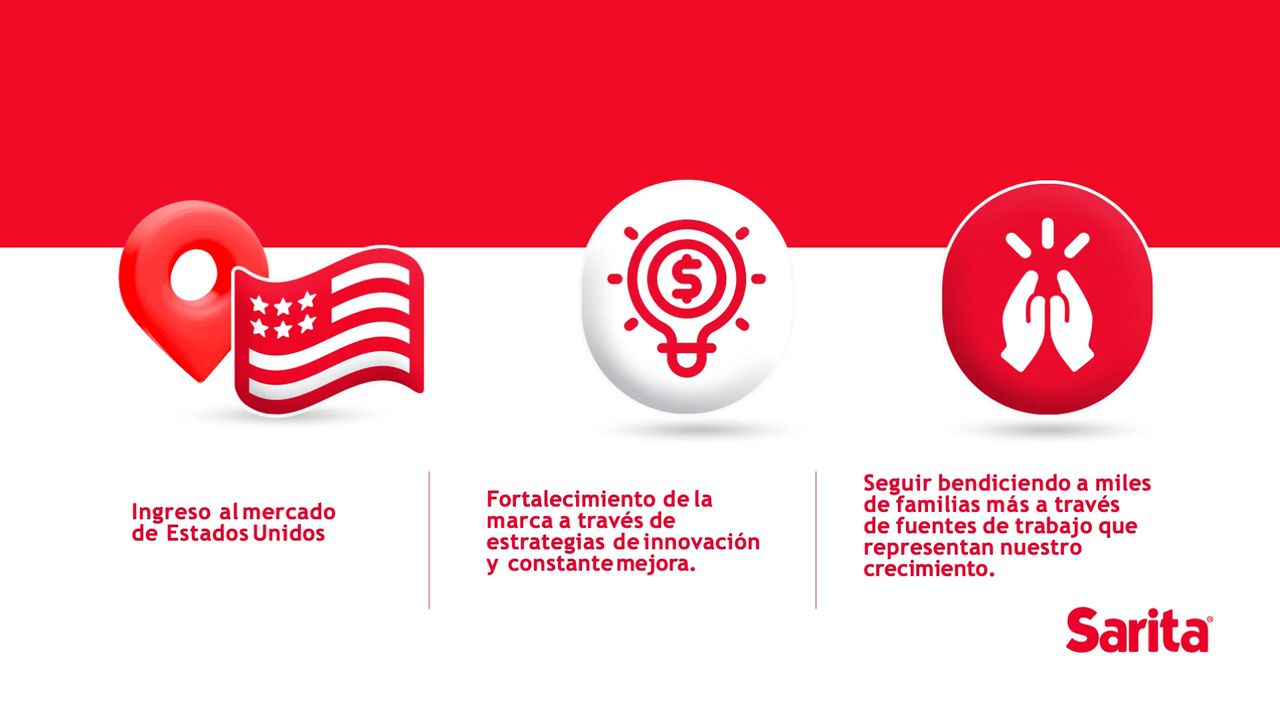 Ingreso al mercado
de Estados Unidos
Fortalecimiento de la
marca a través de
estrategias de innovación
y constante mejora.
Seguir bendiciendo a miles
de familias más a través
de fuentes de trabajo que
representan nuestro
crecimiento.
Sarita®